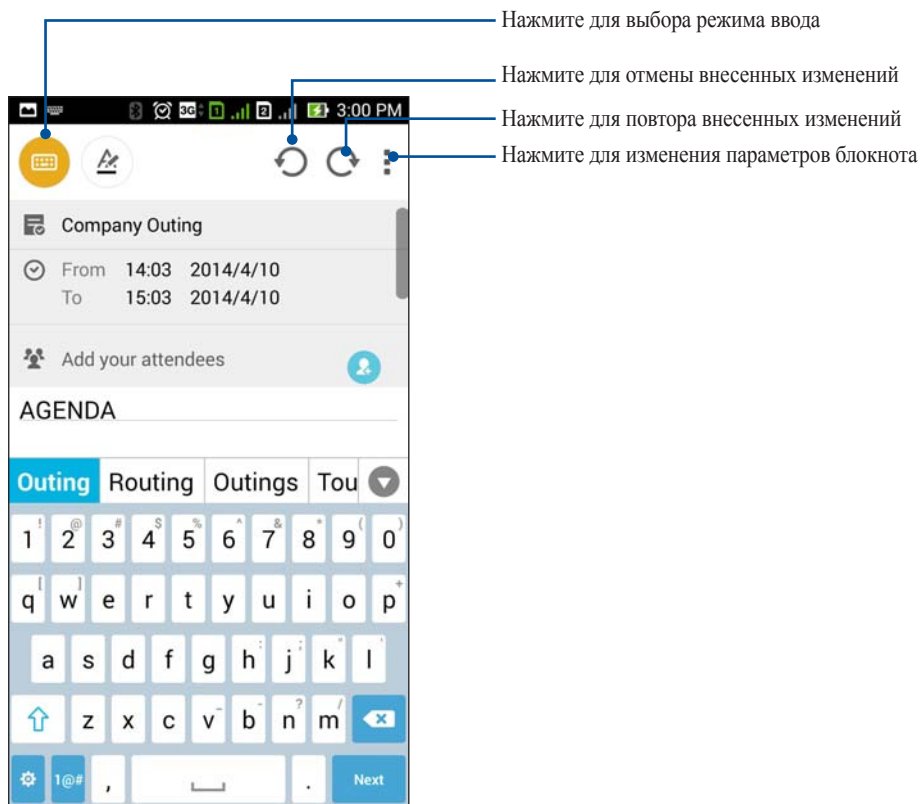 Нажмите для выбора режима ввода
Нажмите для отмены внесенных изменений
3G 1 2 3:00 PM
Нажмите для повтора внесенных изменений
Нажмите для изменения параметров блокнота
Company Outing
From 14:03 2014/4/10
To 15:03 2014/4/10
Add your attendees
AGENDA
Outing Routing Outings Tou
! @ # $ % ^ & * ( )
1 2 3 4 5 6 7 8 9 0
[ ] +
q w e r t y u i o p
: ; " '
a s d f g h j k l
_ - ? /
z x c v b n m
1@# , . Next